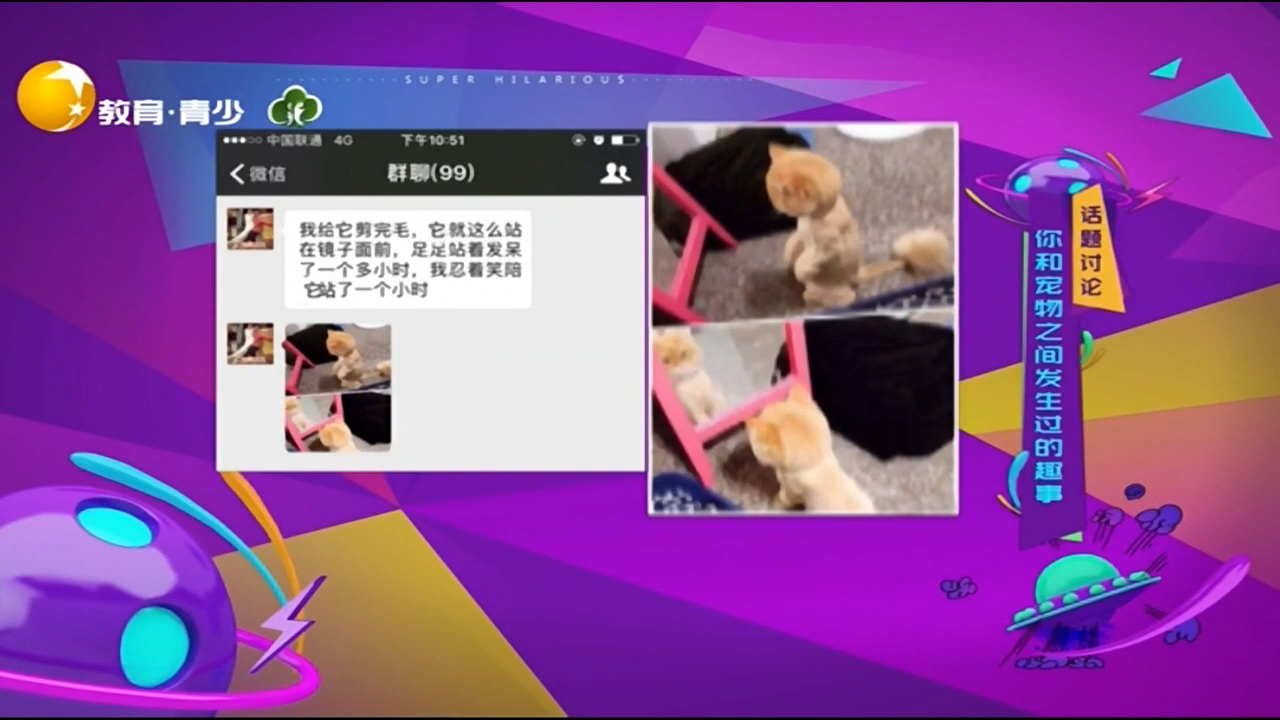 SUPER HILARIOUS
教育·青少
中国联通 4G 下午10:51
微信 群聊(99)
我给它剪完毛，它就这么站
在镜子面前，足足站着发呆
了一个多小时，我忍着笑陪
它站了一个小时
话题讨论
你和宠物之间发生过的趣事